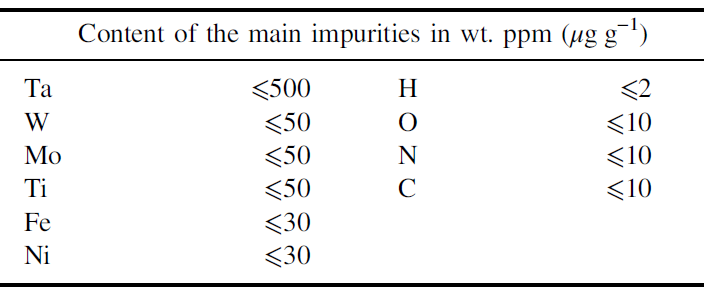 Content of the main impurities in wt. ppm (μg g⁻¹)
Ta ⩽500 H ⩽2
W ⩽50 O ⩽10
Mo ⩽50 N ⩽10
Ti ⩽50 C ⩽10
Fe ⩽30
Ni ⩽30